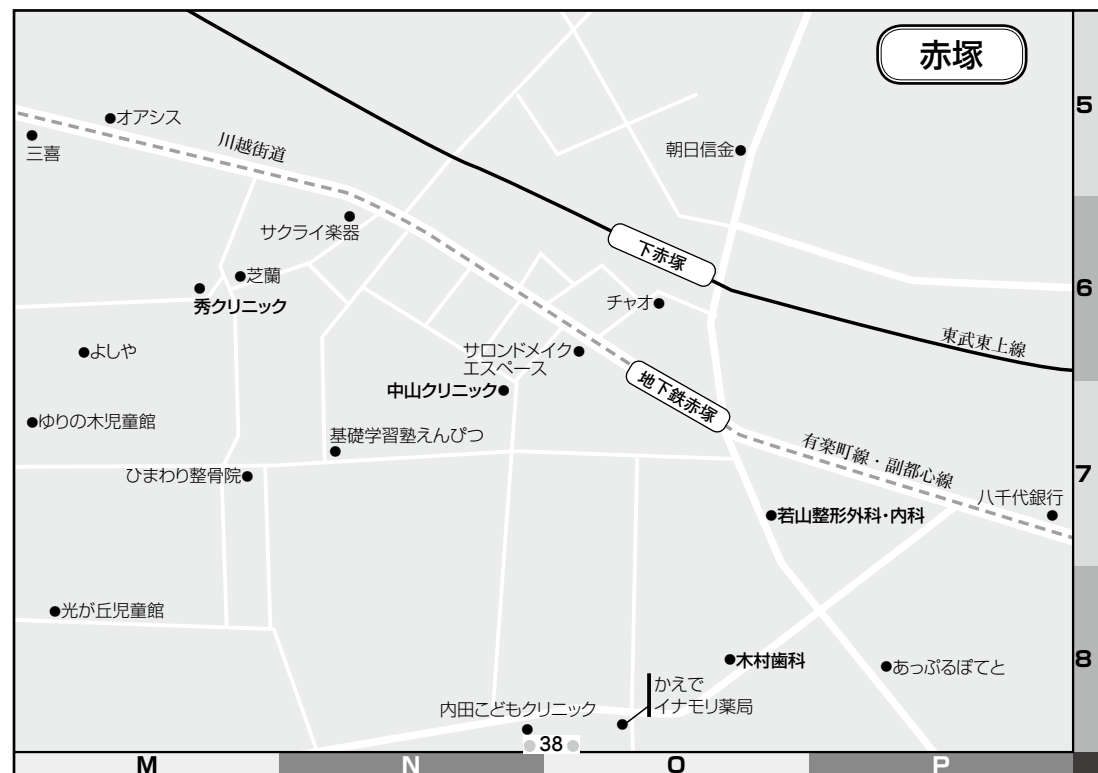 赤塚
5
オアシス
三喜
川越街道
朝日信金
サクライ楽器
下赤塚
芝蘭
秀クリニック
6
チャオ
よしや
サロンドメイク
エスペース
東武東上線
中山クリニック
地下鉄赤塚
ゆりの木児童館
基礎学習塾えんぴつ
有楽町線・副都心線
ひまわり整骨院
7
八千代銀行
若山整形外科・内科
光が丘児童館
木村歯科
あっぷるぽてと
8
かえで
イナモリ薬局
内田こどもクリニック
38
M
N
O
P